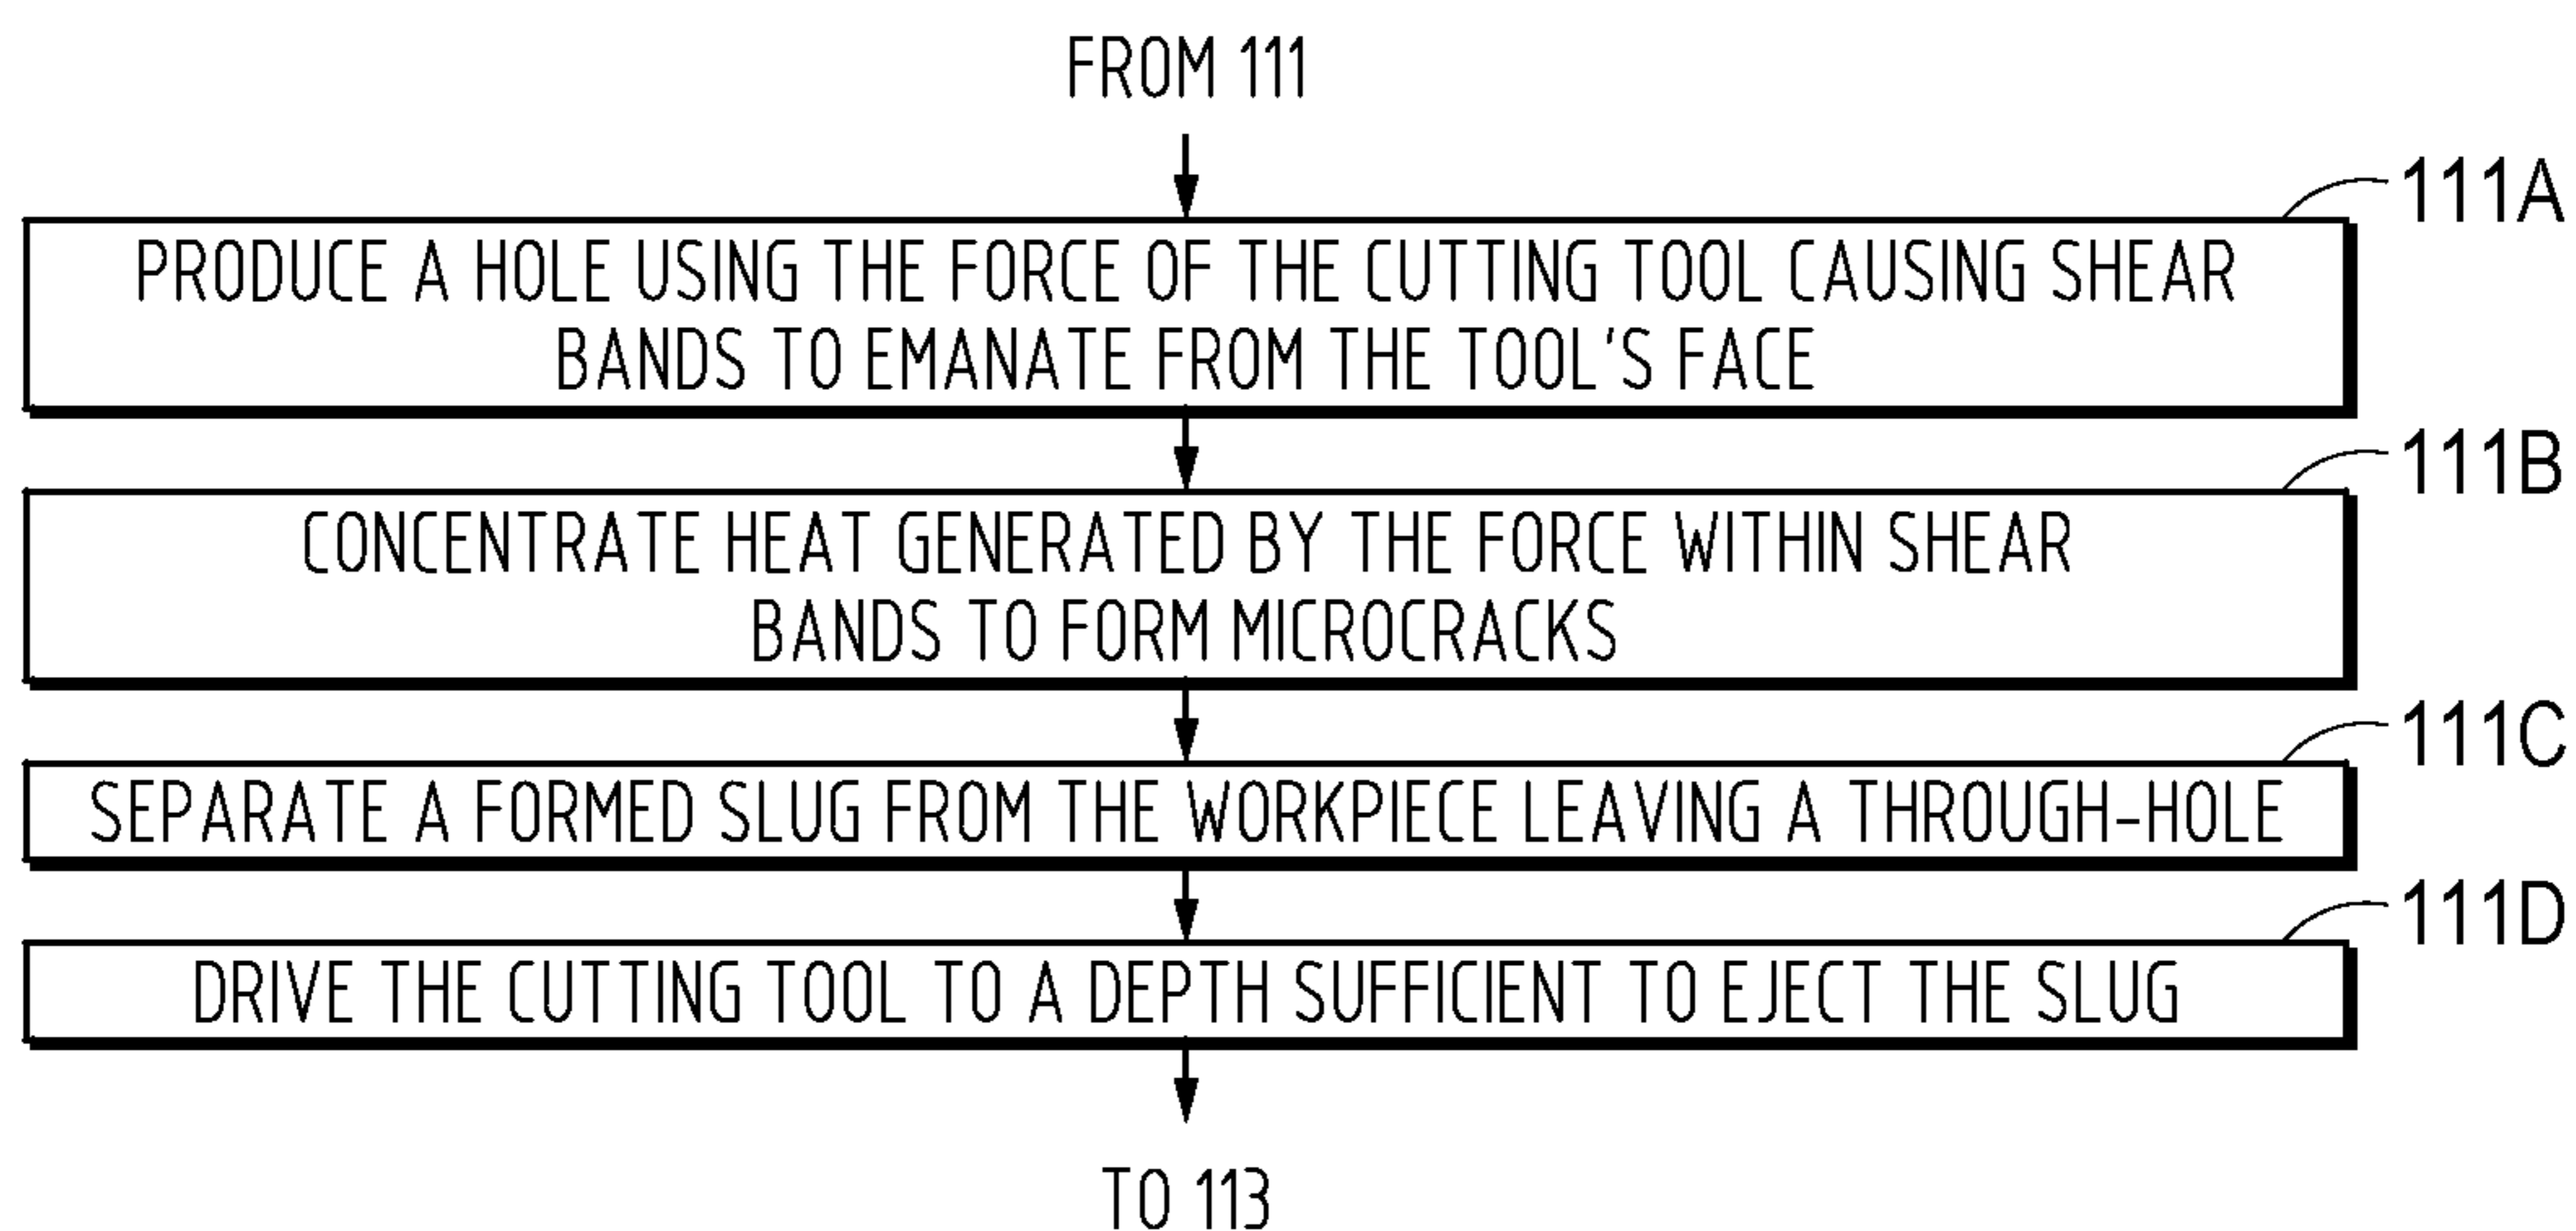 FROM 111
111A
PRODUCE A HOLE USING THE FORCE OF THE CUTTING TOOL CAUSING SHEAR
BANDS TO EMANATE FROM THE TOOL'S FACE
111B
CONCENTRATE HEAT GENERATED BY THE FORCE WITHIN SHEAR
BANDS TO FORM MICROCRACKS
111C
SEPARATE A FORMED SLUG FROM THE WORKPIECE LEAVING A THROUGH-HOLE
111D
DRIVE THE CUTTING TOOL TO A DEPTH SUFFICIENT TO EJECT THE SLUG
TO 113